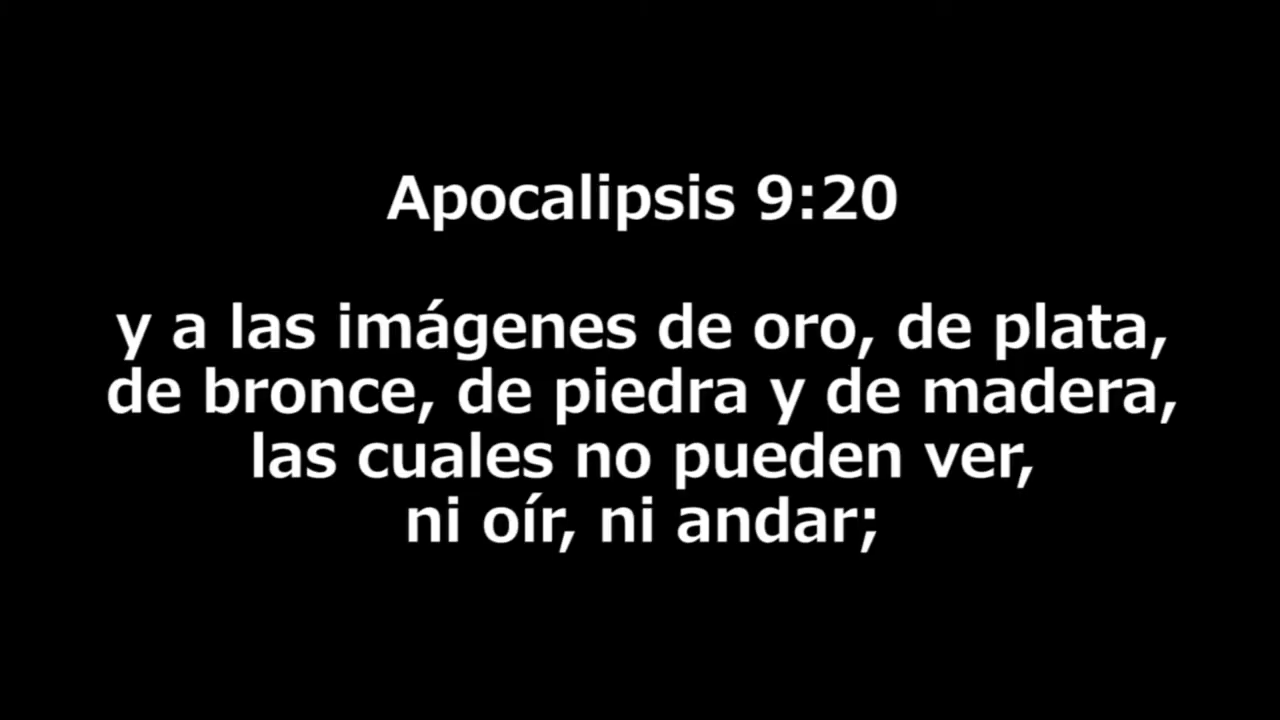 Apocalipsis 9:20
y a las imágenes de oro, de plata,
de bronce, de piedra y de madera,
las cuales no pueden ver,
ni oír, ni andar;